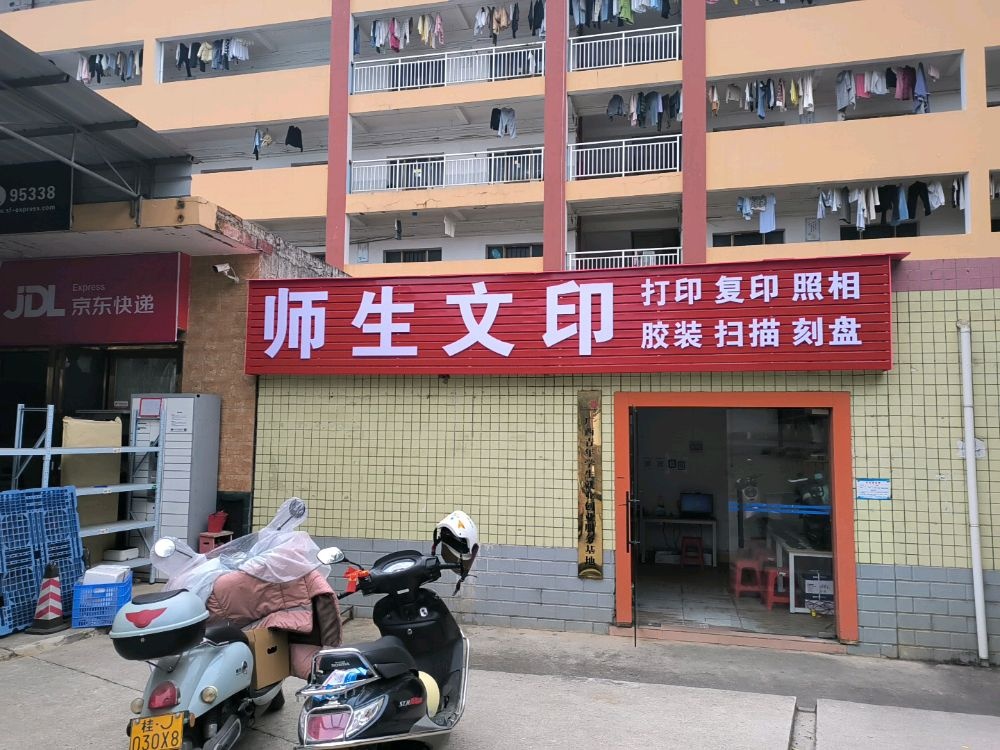 95338
JDL
Express
京东快递
师生文印
打印 复印 照相
胶装 扫描 刻盘
桂·J
030X8